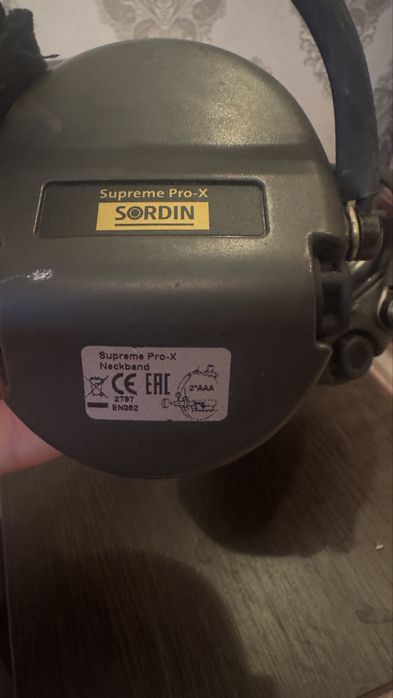 Supreme Pro-X
SORDIN
Supreme Pro-X
Neckband
CE EAC
2*AAA
2797
EN352